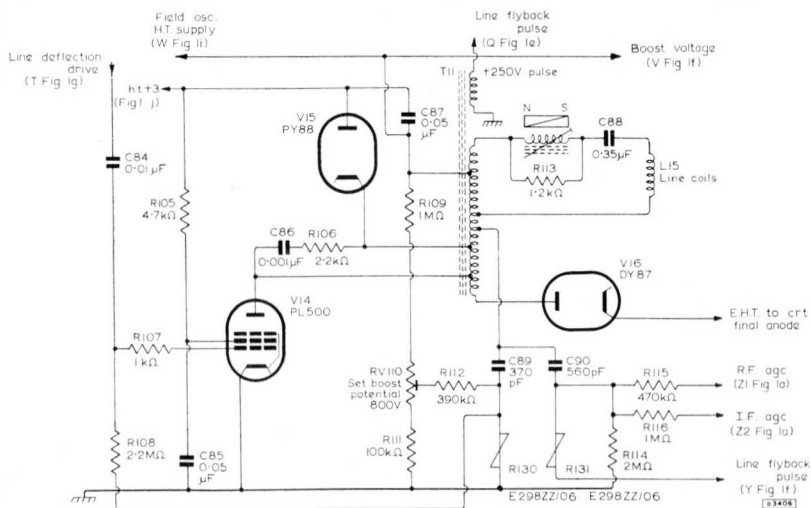 Field osc.
H.T. supply
(W Fig 1i)
Line flyback
pulse
(Q Fig 1e)
Boost voltage
(V Fig 1f)
Line deflection
drive
(T Fig 1g)
ht+3
(Fig1 j)
V15
PY88
C87
0·05
μF
T11
+250V pulse
N S
C88
0·35μF
R113
1·2kΩ
L15
Line coils
C84
0·01μF
R105
4·7kΩ
R109
1MΩ
C86
0·001μF
R106
2·2kΩ
V14
PL500
V16
DY87
E.H.T. to crt
final anode
R107
1kΩ
RV110
Set boost
potential
800V
R112
390kΩ
C89
370
pF
C90
560pF
R115
470kΩ
R.F. agc
(Z1 Fig 1a)
R116
1MΩ
I.F. agc
(Z2 Fig 1a)
R108
2·2MΩ
C85
0·05
μF
R111
100kΩ
R130
R131
R114
2MΩ
E298ZZ/06
E298ZZ/06
Line flyback
pulse
(Y Fig 1f)
a3406